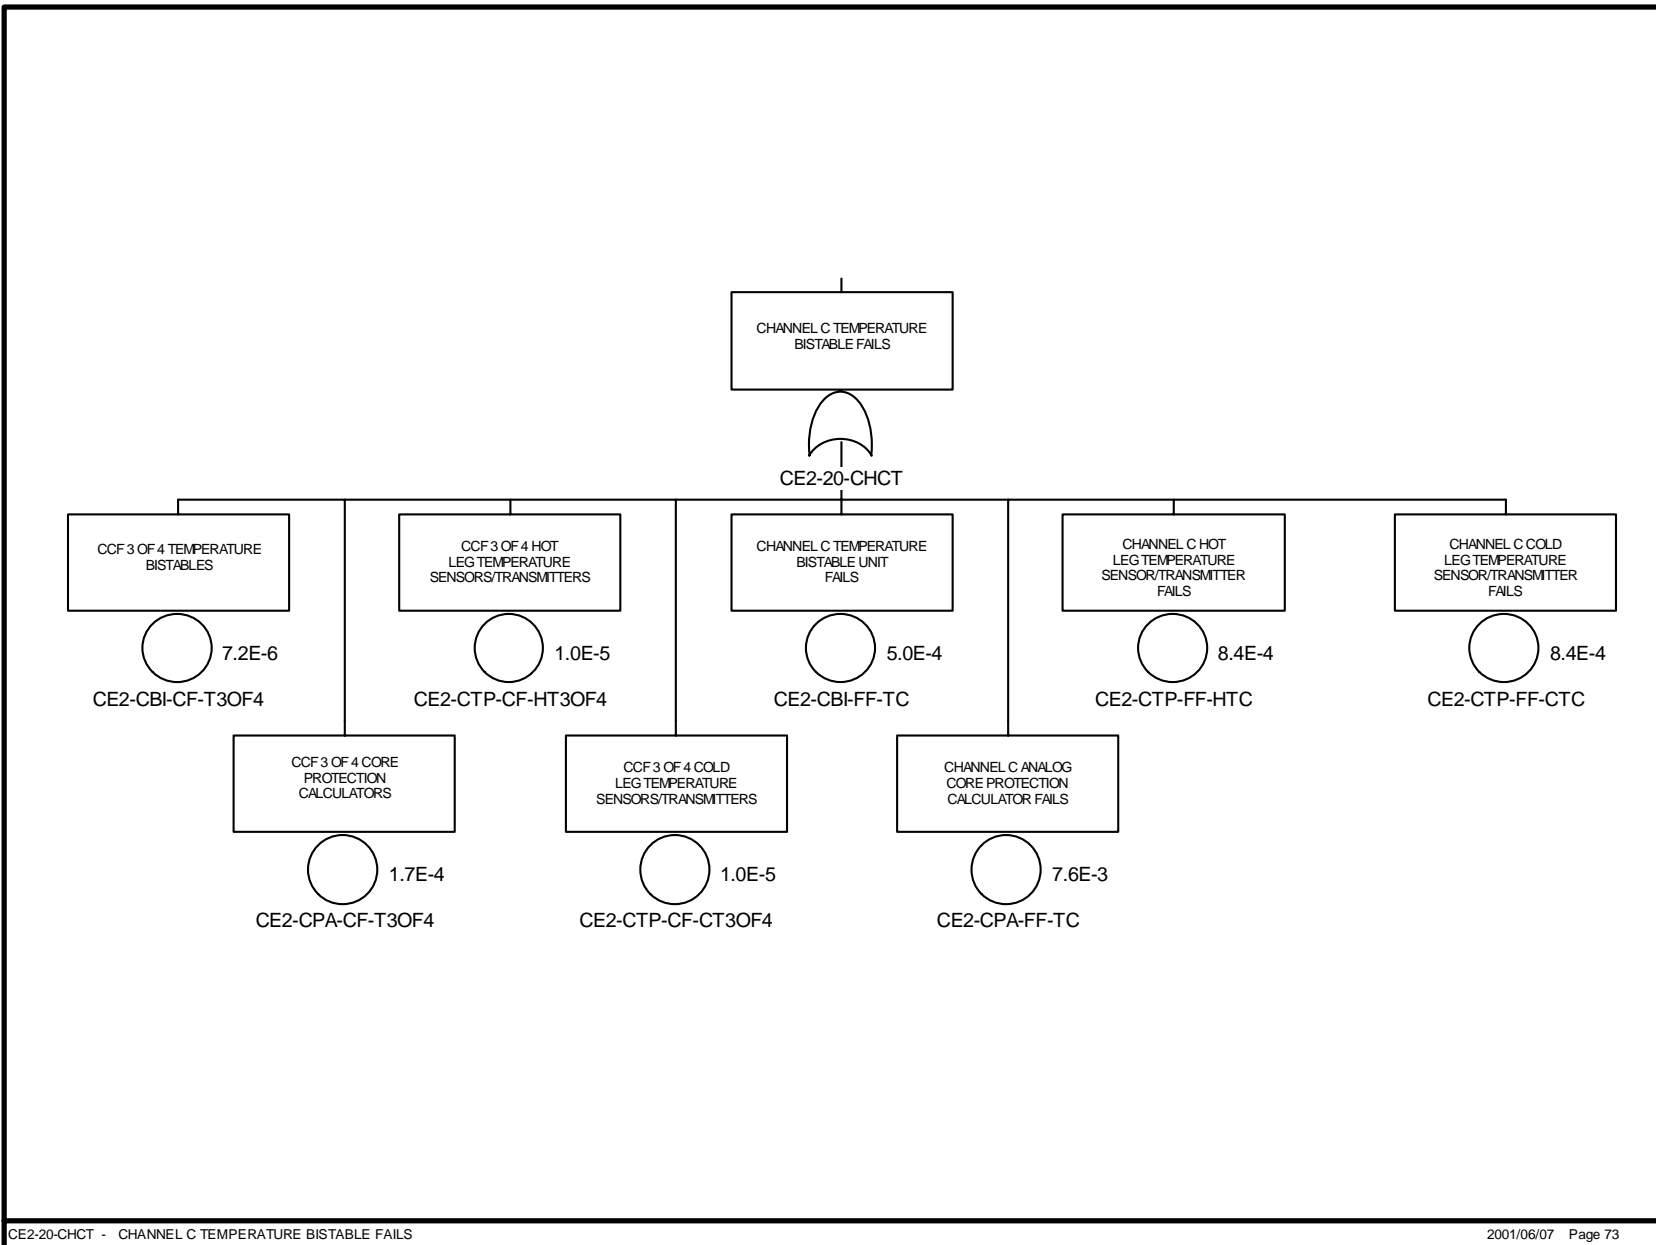 CHANNEL C TEMPERATURE
BISTABLE FAILS
CE2-20-CHCT
CCF 3 OF 4 TEMPERATURE
BISTABLES
7.2E-6
CE2-CBI-CF-T3OF4
CCF 3 OF 4 HOT
LEG TEMPERATURE
SENSORS/TRANSMITTERS
1.0E-5
CE2-CTP-CF-HT3OF4
CHANNEL C TEMPERATURE
BISTABLE UNIT
FAILS
5.0E-4
CE2-CBI-FF-TC
CHANNEL C HOT
LEG TEMPERATURE
SENSOR/TRANSMITTER
FAILS
8.4E-4
CE2-CTP-FF-HTC
CHANNEL C COLD
LEG TEMPERATURE
SENSOR/TRANSMITTER
FAILS
8.4E-4
CE2-CTP-FF-CTC
CCF 3 OF 4 CORE
PROTECTION
CALCULATORS
1.7E-4
CE2-CPA-CF-T3OF4
CCF 3 OF 4 COLD
LEG TEMPERATURE
SENSORS/TRANSMITTERS
1.0E-5
CE2-CTP-CF-CT3OF4
CHANNEL C ANALOG
CORE PROTECTION
CALCULATOR FAILS
7.6E-3
CE2-CPA-FF-TC
CE2-20-CHCT - CHANNEL C TEMPERATURE BISTABLE FAILS
2001/06/07 Page 73